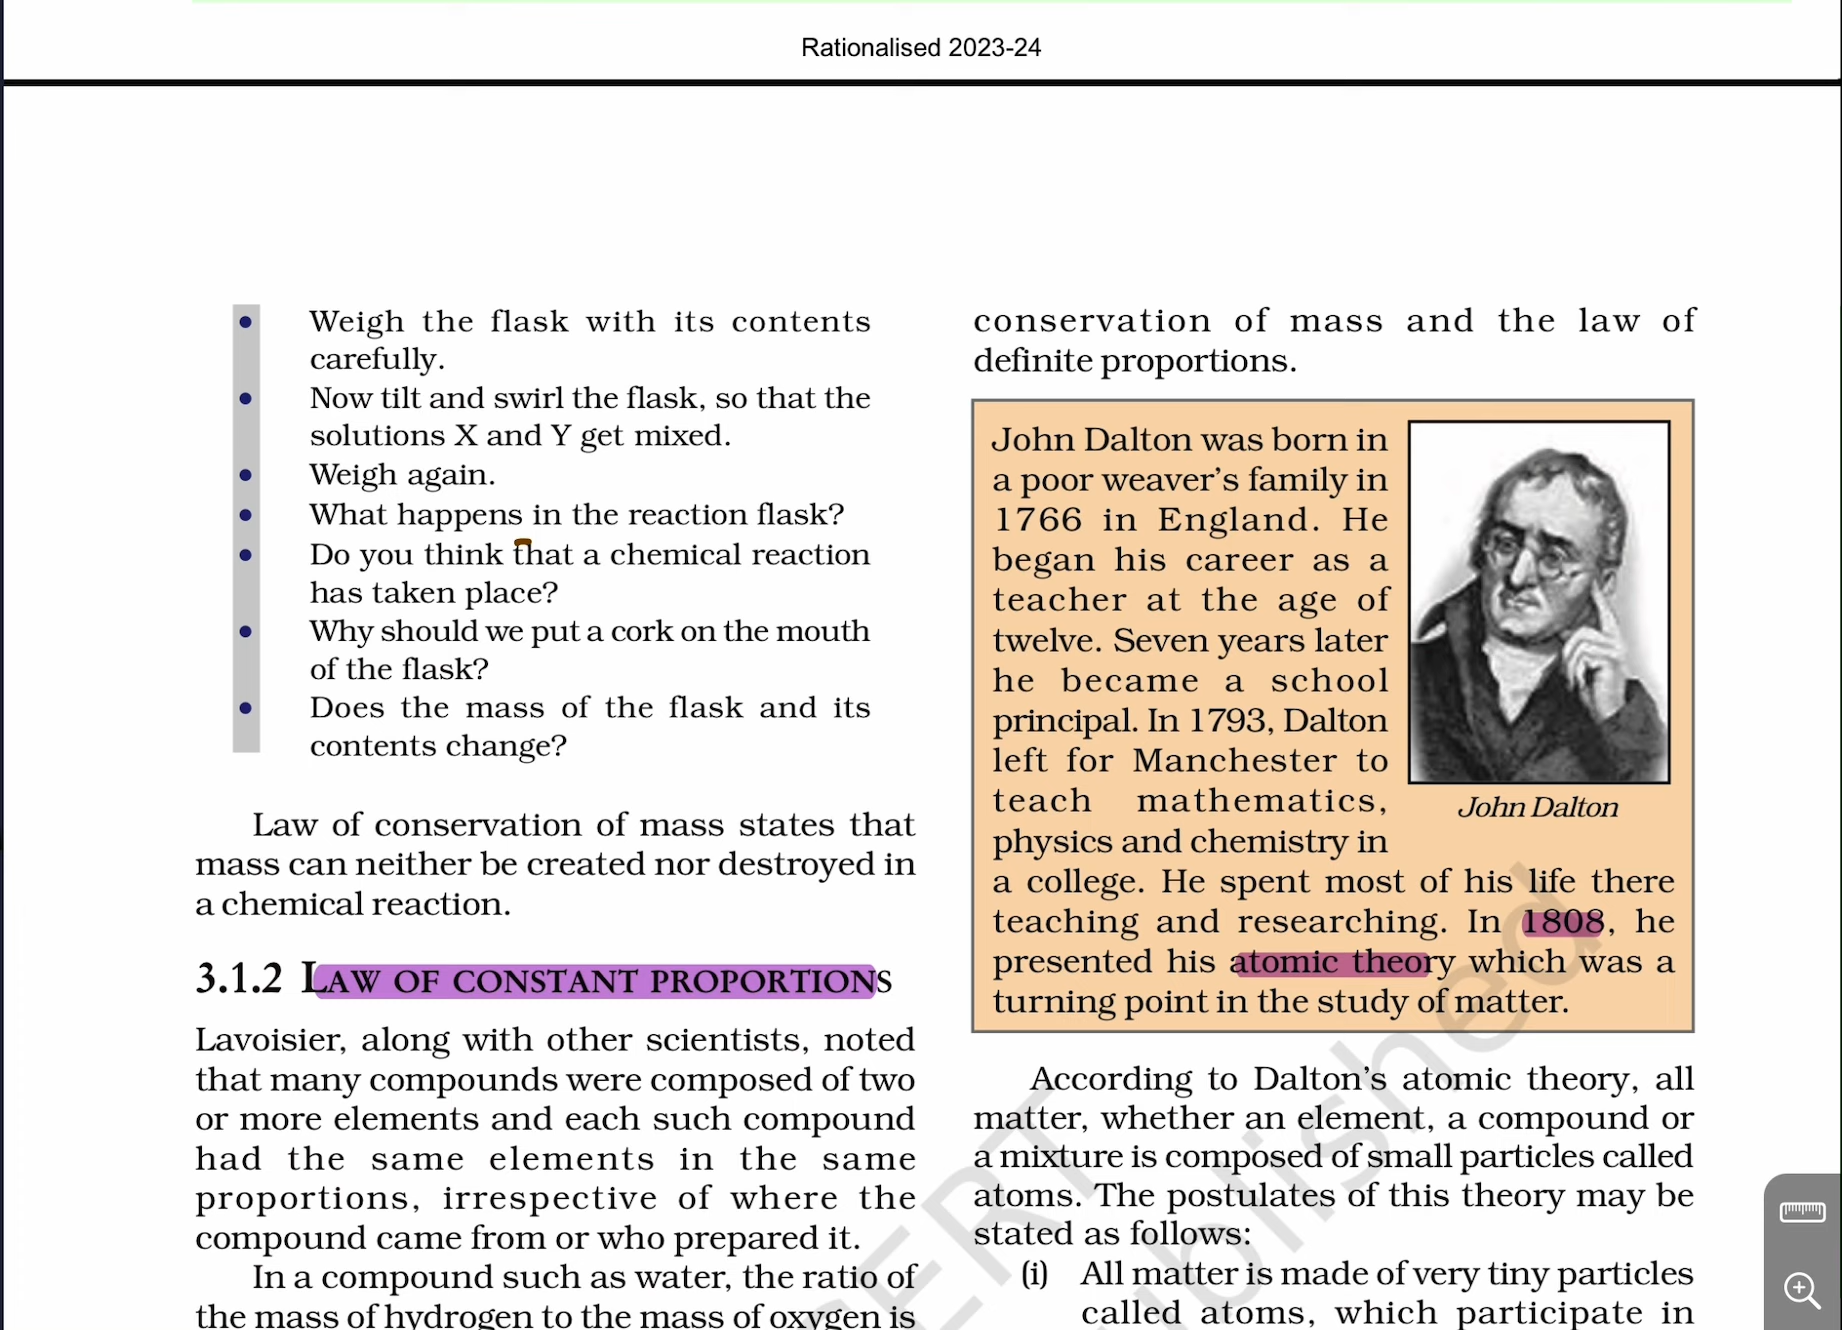 Rationalised 2023-24
• Weigh the flask with its contents
carefully.
• Now tilt and swirl the flask, so that the
solutions X and Y get mixed.
• Weigh again.
• What happens in the reaction flask?
• Do you think that a chemical reaction
has taken place?
• Why should we put a cork on the mouth
of the flask?
• Does the mass of the flask and its
contents change?
Law of conservation of mass states that
mass can neither be created nor destroyed in
a chemical reaction.
3.1.2 LAW OF CONSTANT PROPORTIONS
Lavoisier, along with other scientists, noted
that many compounds were composed of two
or more elements and each such compound
had the same elements in the same
proportions, irrespective of where the
compound came from or who prepared it.
In a compound such as water, the ratio of
the mass of hydrogen to the mass of oxygen is
conservation of mass and the law of
definite proportions.
John Dalton was born in
a poor weaver’s family in
1766 in England. He
began his career as a
teacher at the age of
twelve. Seven years later
he became a school
principal. In 1793, Dalton
left for Manchester to
teach mathematics,
physics and chemistry in
a college. He spent most of his life there
teaching and researching. In 1808, he
presented his atomic theory which was a
turning point in the study of matter.
John Dalton
According to Dalton’s atomic theory, all
matter, whether an element, a compound or
a mixture is composed of small particles called
atoms. The postulates of this theory may be
stated as follows:
(i) All matter is made of very tiny particles
called atoms, which participate in